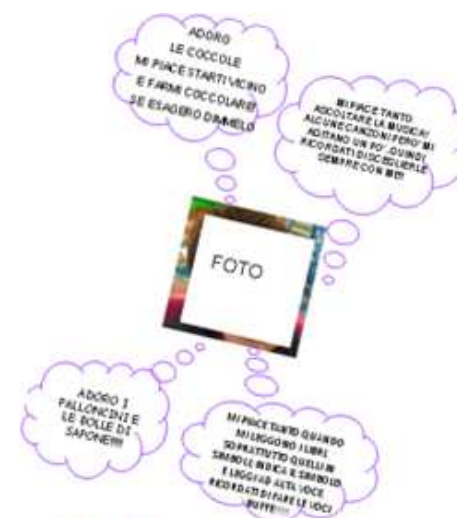 ADORO
LE COCCOLE
MI PIACE STARTI VICINO
E FARMI COCCOLARE!
SE ESAGERO DIMMELO
MI PIACE TANTO
ASCOLTARE LA MUSICA!
ALCUNE CANZONI PERO' MI
AGITANO UN PO'. QUINDI
RICORDATI DI SCEGLIERLE
SEMPRE CON ME!!
FOTO
ADORO I
PALLONCINI E
LE BOLLE DI
SAPONE!!!!
MI PIACE TANTO QUANDO
MI LEGGONO I LIBRI
SOPRATTUTTO QUELLI IN
SIMBOLI. INDICA IL SIMBOLO
E LEGGI AD ALTA VOCE
RICORDATI DI FARE LE VOCI
BUFFE!!!!